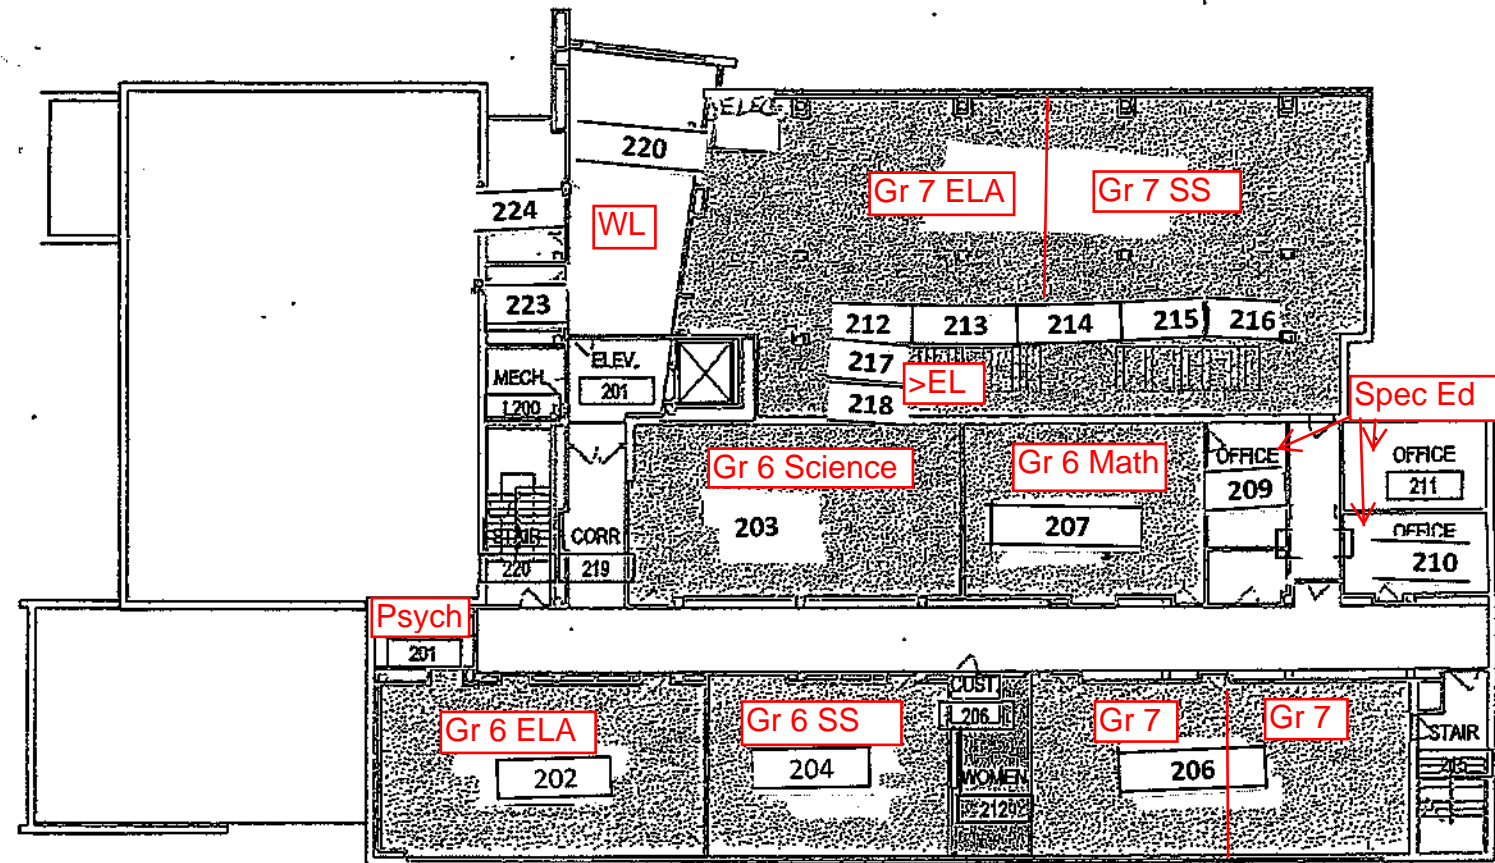 ELEC
220
Gr 7 ELA
Gr 7 SS
224
WL
223
212
213
214
215
216
217
>EL
218
ELEV.
201
MECH.
1200
Spec Ed
Gr 6 Science
203
Gr 6 Math
207
OFFICE
209
OFFICE
211
OFFICE
210
STAIR
220
CORR
219
Psych
201
Gr 6 ELA
202
Gr 6 SS
204
CUST
206
WOMEN
Gr 7
206
Gr 7
STAIR